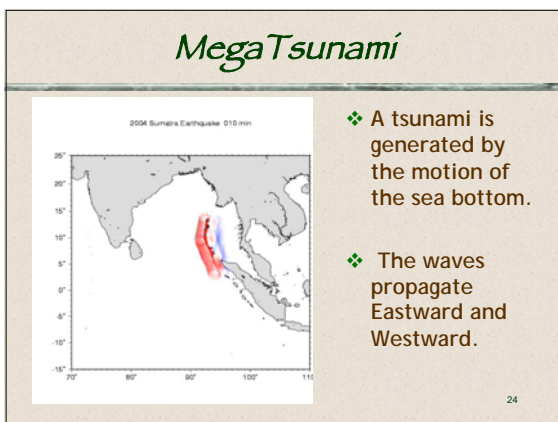 MegaTsunami
2004 Sumatra Earthquake 010 min
25°
20°
15°
10°
5°
0°
-5°
-10°
-15°
70°
80°
90°
100°
110
A tsunami is
generated by
the motion of
the sea bottom.
The waves
propagate
Eastward and
Westward.
24